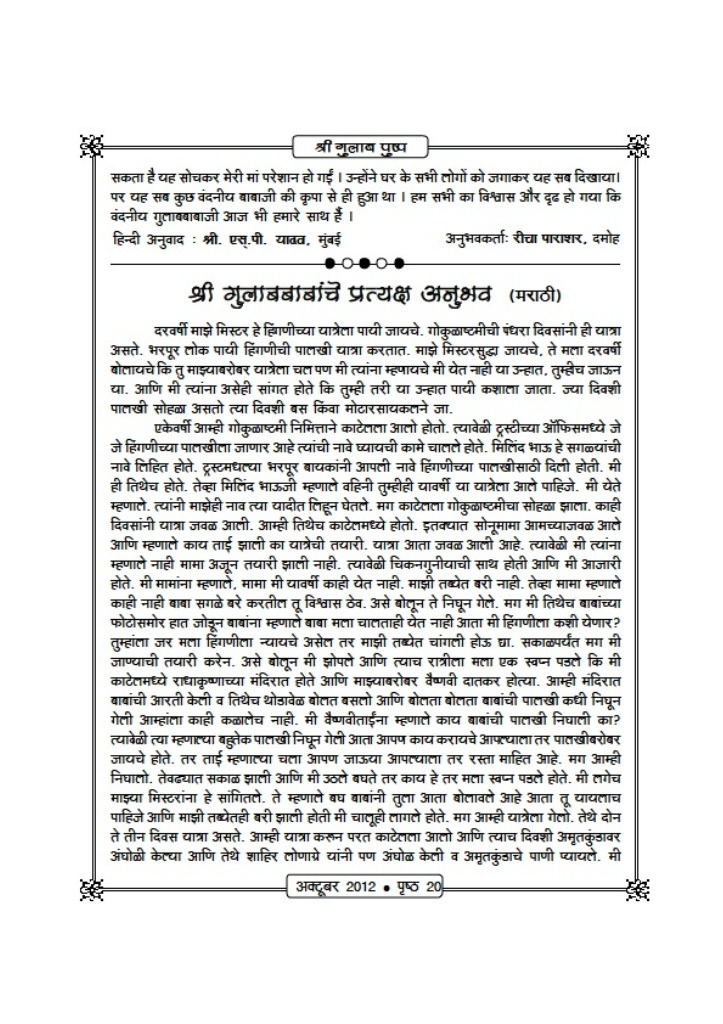 श्री गुलाब पुष्प
सकता है यह सोचकर मेरी मां परेशान हो गईं । उन्होंने घर के सभी लोगों को जगाकर यह सब दिखाया।
पर यह सब कुछ वंदनीय बाबाजी की कृपा से ही हुआ था । हम सभी का विश्वास और दृढ हो गया कि
वंदनीय गुलाबबाबाजी आज भी हमारे साथ हैं ।
हिन्दी अनुवाद : श्री. एस्.पी. यादव, मुंबई अनुभवकर्ता: रीचा पाराशर, दमोह
श्री गुलाबबाबांचे प्रत्यक्ष अनुभव (मराठी)
दरवर्षी माझे मिस्टर हे हिंगणीच्या यात्रेला पायी जायचे. गोकुळाष्टमीची पंधरा दिवसांनी ही यात्रा
असते. भरपूर लोक पायी हिंगणीची पालखी यात्रा करतात. माझे मिस्टरसुद्धा जायचे, ते मला दरवर्षी
बोलायचे कि तु माझ्याबरोबर यात्रेला चल पण मी त्यांना म्हणायचे मी येत नाही या उन्हात, तुम्हीच जाऊन
या. आणि मी त्यांना असेही सांगत होते कि तुम्ही तरी या उन्हात पायी कशाला जाता. ज्या दिवशी
पालखी सोहळा असतो त्या दिवशी बस किंवा मोटारसायकलने जा.
एकेवर्षी आम्ही गोकुळाष्टमी निमित्ताने काटेलला आलो होतो. त्यावेळी ट्रस्टीच्या ऑफिसमध्ये जे
जे हिंगणीच्या पालखीला जाणार आहे त्यांची नावे घ्यायची कामे चालले होते. मिलिंद भाऊ हे सगळ्यांची
नावे लिहित होते. ट्रस्टमधल्या भरपूर बायकांनी आपली नावे हिंगणीच्या पालखीसाठी दिली होती. मी
ही तिथेच होते. तेव्हा मिलिंद भाऊजी म्हणाले वहिनी तुम्हीही यावर्षी या यात्रेला आले पाहिजे. मी येते
म्हणाले. त्यांनी माझेही नाव त्या यादीत लिहून घेतले. मग काटेलला गोकुळाष्टमीचा सोहळा झाला. काही
दिवसांनी यात्रा जवळ आली. आम्ही तिथेच काटेलमध्ये होतो. इतक्यात सोनूमामा आमच्याजवळ आले
आणि म्हणाले काय ताई झाली का यात्रेची तयारी. यात्रा आता जवळ आली आहे. त्यावेळी मी त्यांना
म्हणाले नाही मामा अजून तयारी झाली नाही. त्यावेळी चिकनगुनीयाची साथ होती आणि मी आजारी
होते. मी मामांना म्हणाले, मामा मी यावर्षी काही येत नाही. माझी तब्येत बरी नाही. तेव्हा मामा म्हणाले
काही नाही बाबा सगळे बरे करतील तू विश्वास ठेव. असे बोलून ते निघून गेले. मग मी तिथेच बाबांच्या
फोटोसमोर हात जोडून बाबांना म्हणाले बाबा मला चालताही येत नाही आता मी हिंगणीला कशी येणार?
तुम्हांला जर मला हिंगणीला न्यायचे असेल तर माझी तब्येत चांगली होऊ द्या. सकाळपर्यंत मग मी
जाण्याची तयारी करेन. असे बोलून मी झोपले आणि त्याच रात्रीला मला एक स्वप्न पडले कि मी
काटेलमध्ये राधाकृष्णाच्या मंदिरात होते आणि माझ्याबरोबर वैष्णवी दातकर होत्या. आम्ही मंदिरात
बाबांची आरती केली व तिथेच थोडावेळ बोलत बसलो आणि बोलता बोलता बाबांची पालखी कधी निघून
गेली आम्हांला काही कळालेच नाही. मी वैष्णवीताईंना म्हणाले काय बाबांची पालखी निघाली का?
त्यावेळी त्या म्हणाल्या बहुतेक पालखी निघून गेली आता आपण काय करायचे आपल्याला तर पालखीबरोबर
जायचे होते. तर ताई म्हणाल्या चला आपण जाऊया आपल्याला तर रस्ता माहित आहे. मग आम्ही
निघालो. तेवढ्यात सकाळ झाली आणि मी उठले बघते तर काय हे तर मला स्वप्न पडले होते. मी लगेच
माझ्या मिस्टरांना हे सांगितले. ते म्हणाले बघ बाबांनी तुला आता बोलावले आहे आता तू यायलाच
पाहिजे आणि माझी तब्येतही बरी झाली होती मी चालूही लागले होते. मग आम्ही यात्रेला गेलो. तेथे दोन
ते तीन दिवस यात्रा असते. आम्ही यात्रा करून परत काटेलला आलो आणि त्याच दिवशी अमृतकुंडावर
अंघोळी केल्या आणि तेथे शाहिर लोणाग्रे यांनी पण अंघोळ केली व अमृतकुंडाचे पाणी प्यायले. मी
अक्टूबर 2012 ● पृष्ठ 20